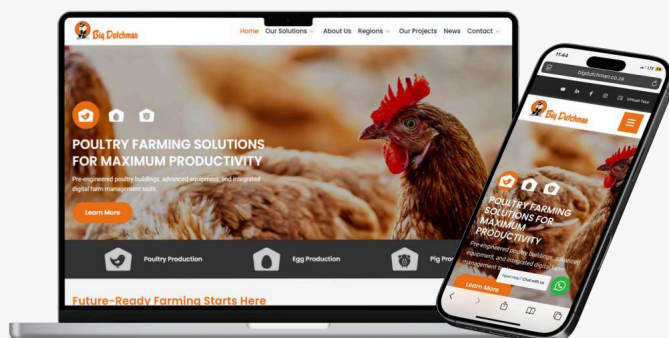 Big Dutchman
Home Our Solutions About Us Regions Our Projects News Contact
POULTRY FARMING SOLUTIONS
FOR MAXIMUM PRODUCTIVITY
Pre-engineered poultry buildings, advanced equipment, and integrated
digital farm management tools.
Learn More
Poultry Production
Egg Production
Pig Pro
Future-Ready Farming Starts Here
11:44
LTE
bigdutchman.co.za
in f
Virtual Tour
Big Dutchman
POULTRY FARMING
SOLUTIONS FOR
MAXIMUM
PRODUCTIVITY
Pre-engineered poultry buildings, advanced
equipment, and integrated digital farm
management t
Need Help? Chat with us
Learn More